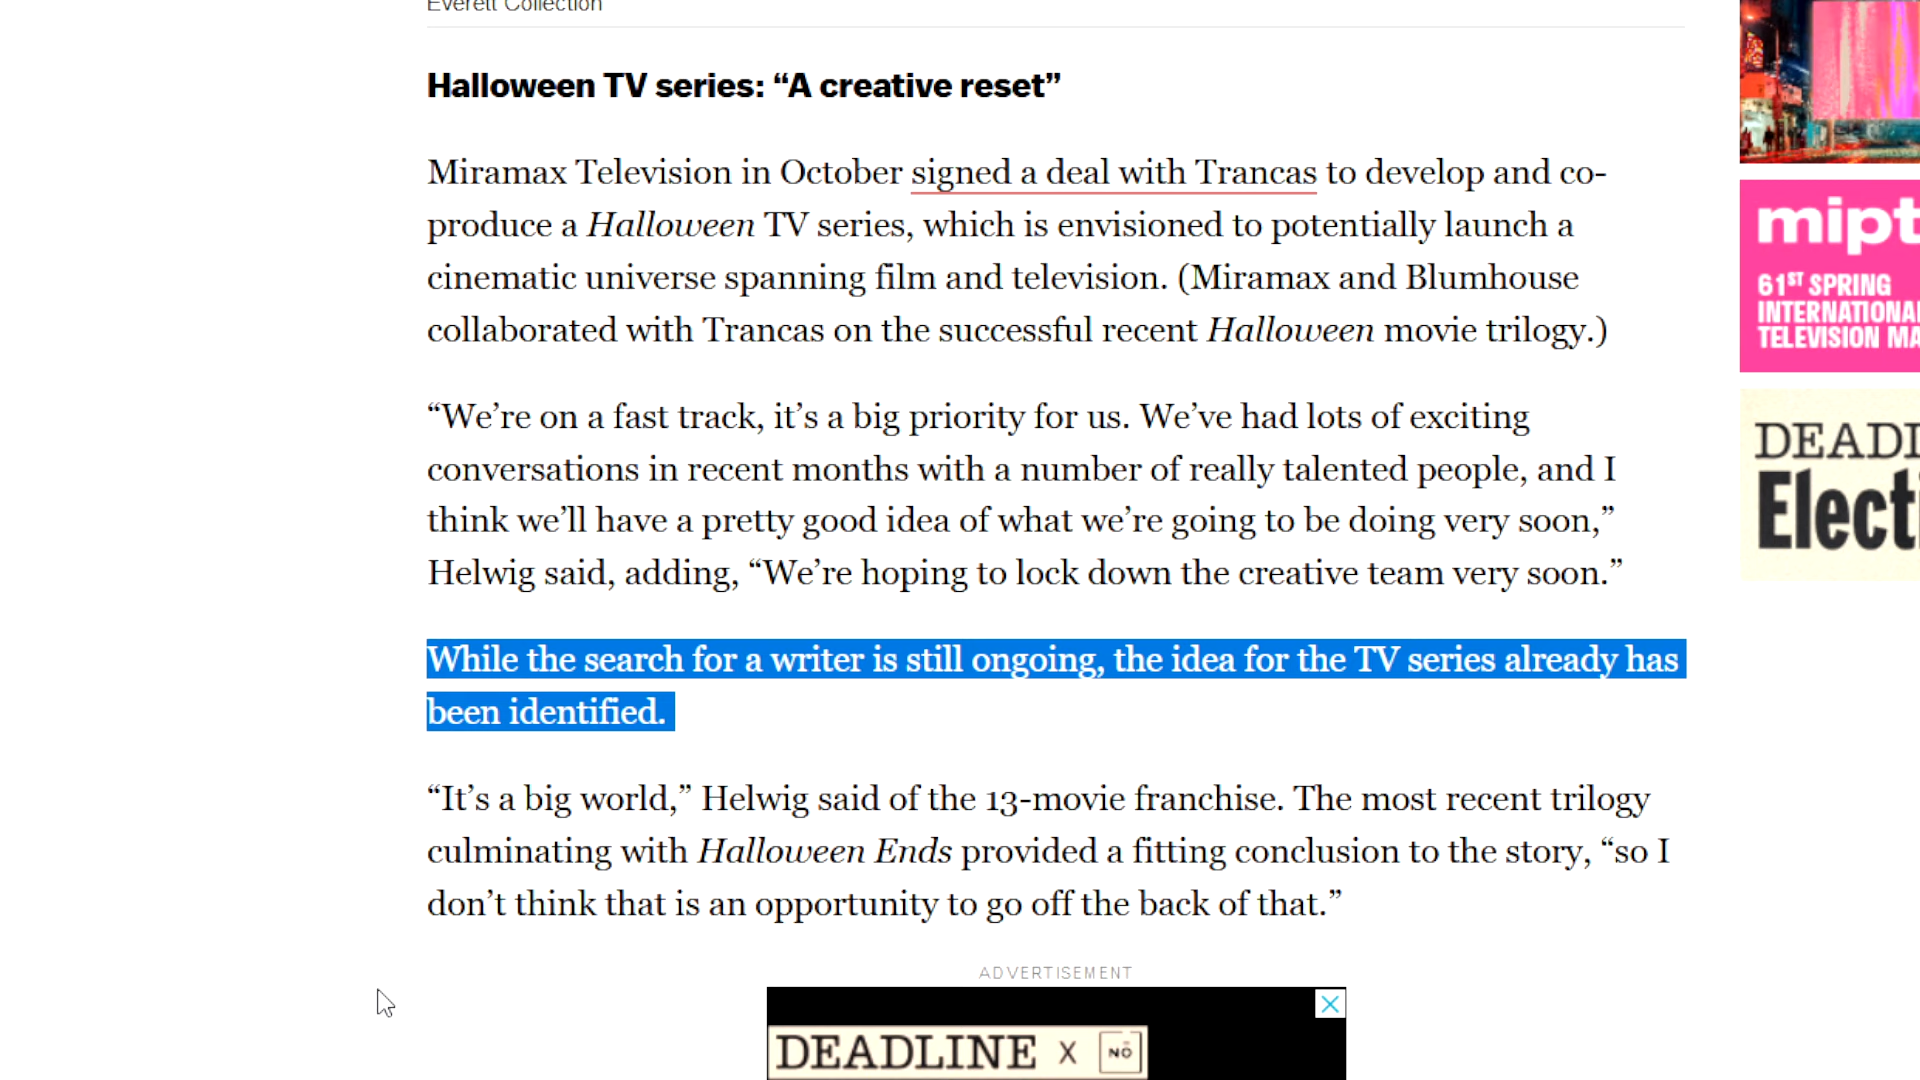 Everett Collection
Halloween TV series: “A creative reset”
Miramax Television in October signed a deal with Trancas to develop and co-
produce a Halloween TV series, which is envisioned to potentially launch a
cinematic universe spanning film and television. (Miramax and Blumhouse
collaborated with Trancas on the successful recent Halloween movie trilogy.)
“We’re on a fast track, it’s a big priority for us. We’ve had lots of exciting
conversations in recent months with a number of really talented people, and I
think we’ll have a pretty good idea of what we’re going to be doing very soon,”
Helwig said, adding, “We’re hoping to lock down the creative team very soon.”
While the search for a writer is still ongoing, the idea for the TV series already has
been identified.
“It’s a big world,” Helwig said of the 13-movie franchise. The most recent trilogy
culminating with Halloween Ends provided a fitting conclusion to the story, “so I
don’t think that is an opportunity to go off the back of that.”
ADVERTISEMENT
DEADLINE X NŌ
mipt
61ST SPRING
INTERNATIONA
TELEVISION MA
DEADL
Electi